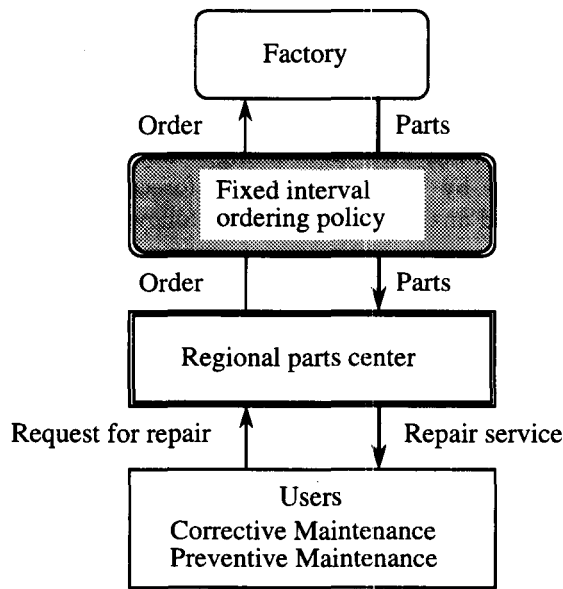 Factory
Order
Parts
Fixed interval
ordering policy
Order
Parts
Regional parts center
Request for repair
Repair service
Users
Corrective Maintenance
Preventive Maintenance